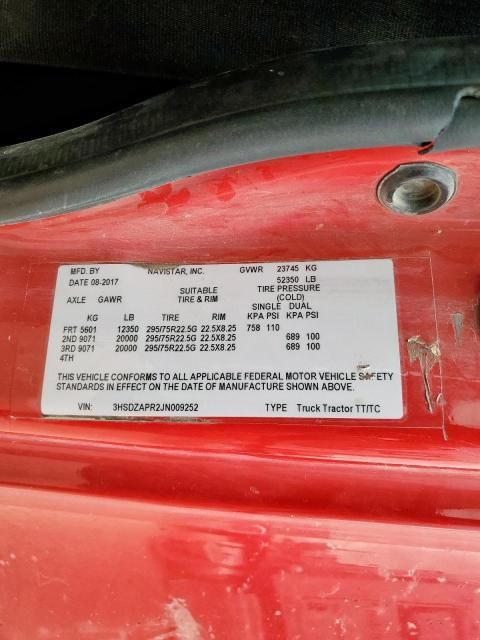 MFD. BY NAVISTAR, INC. GVWR 23745 KG
DATE 08-2017 52350 LB
SUITABLE TIRE PRESSURE
AXLE GAWR TIRE & RIM (COLD)
SINGLE DUAL
KG LB TIRE RIM KPA PSI KPA PSI
FRT 5601 12350 295/75R22.5G 22.5X8.25 758 110
2ND 9071 20000 295/75R22.5G 22.5X8.25 689 100
3RD 9071 20000 295/75R22.5G 22.5X8.25 689 100
4TH
THIS VEHICLE CONFORMS TO ALL APPLICABLE FEDERAL MOTOR VEHICLE SAFETY
STANDARDS IN EFFECT ON THE DATE OF MANUFACTURE SHOWN ABOVE.
VIN: 3HSDZAPR2JN009252 TYPE Truck Tractor TT/TC